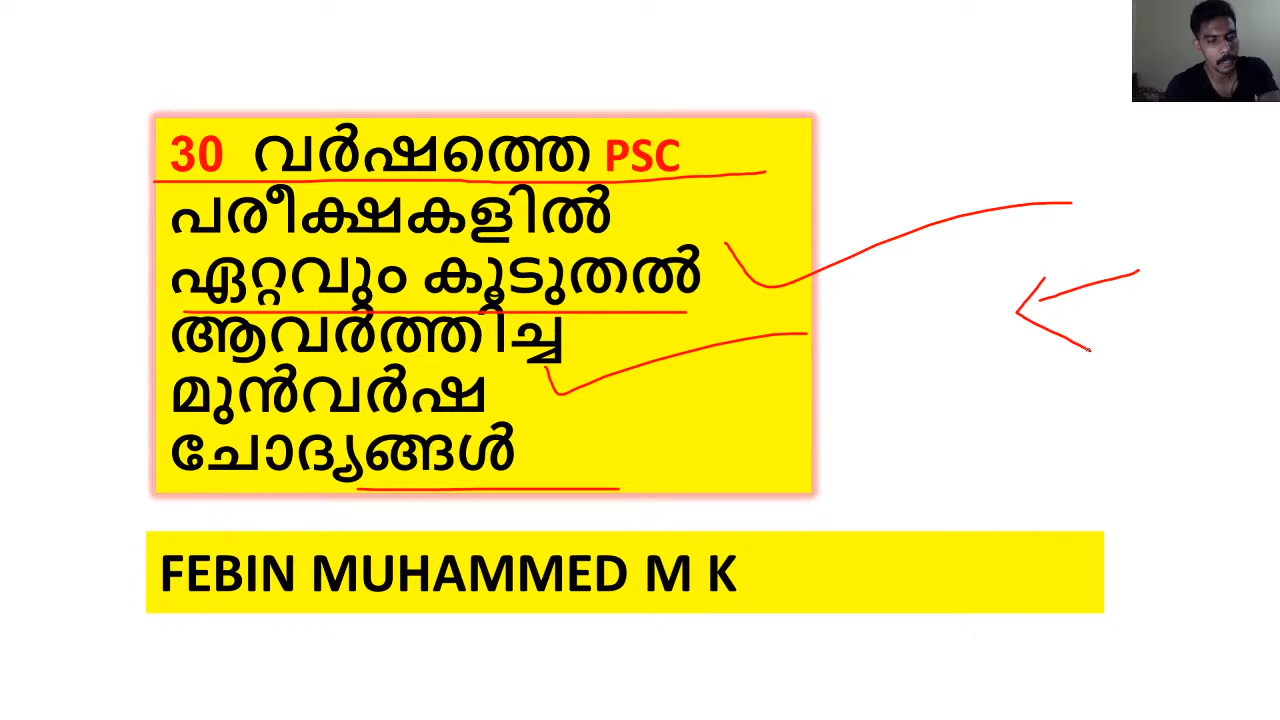 30 വർഷത്തെ PSC
പരീക്ഷകളിൽ
ഏറ്റവും കൂടുതൽ
ആവർത്തിച്ച
മുൻവർഷ
ചോദ്യങ്ങൾ
FEBIN MUHAMMED M K